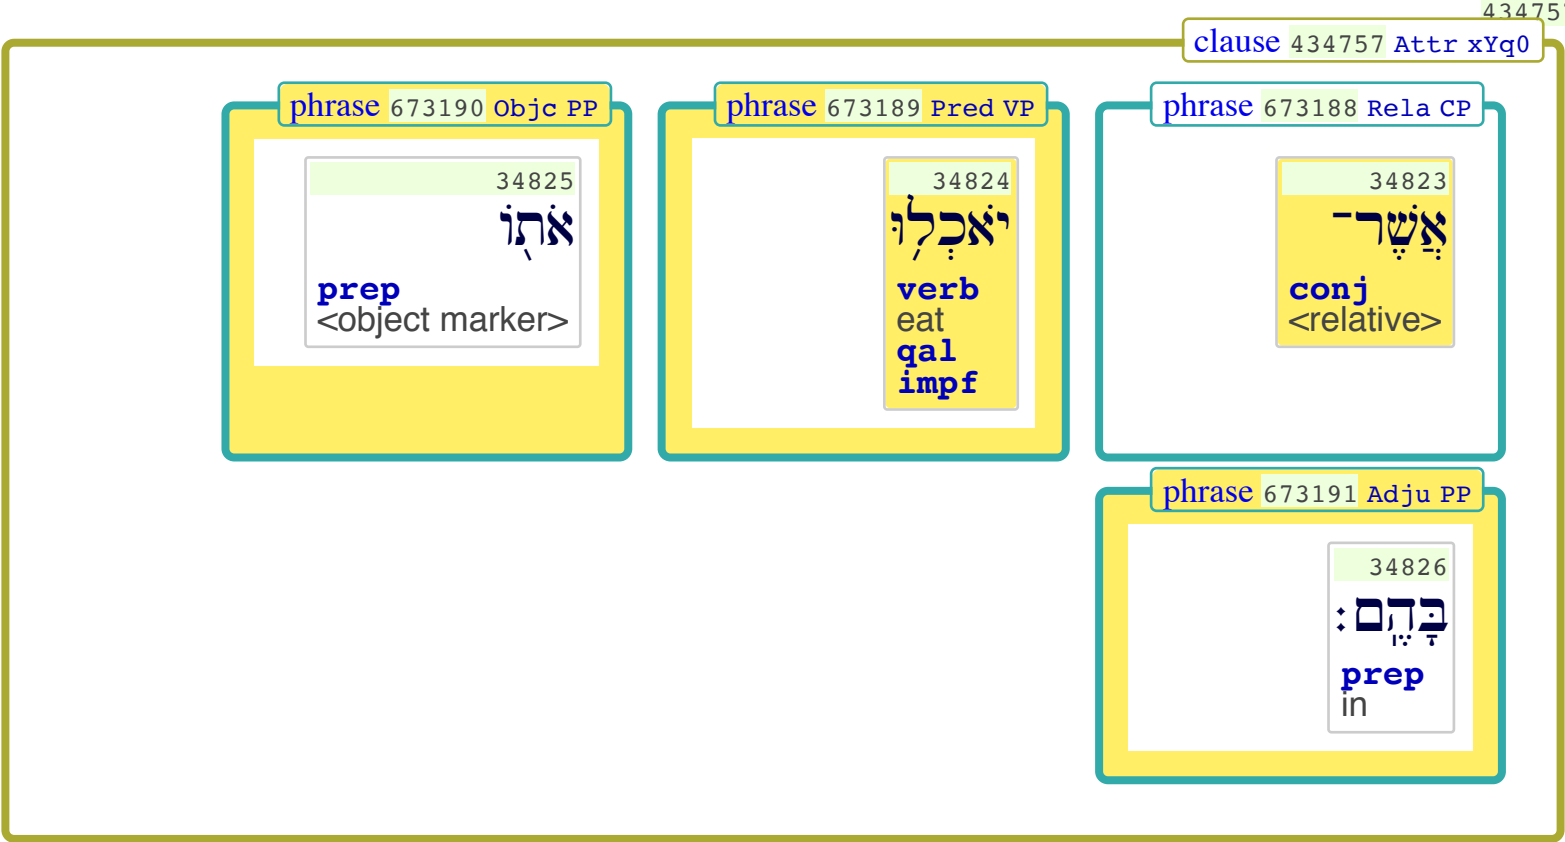 434757
clause 434757 Attr xYq0
phrase 673188 Rela CP
34823
אֲשֶׁר־
conj
<relative>
phrase 673189 Pred VP
34824
יֹאכְל֥וּ
verb
eat
qal
impf
phrase 673190 Objc PP
34825
אֹת֖וֹ
prep
<object marker>
phrase 673191 Adju PP
34826
בָּהֶֽם׃
prep
in